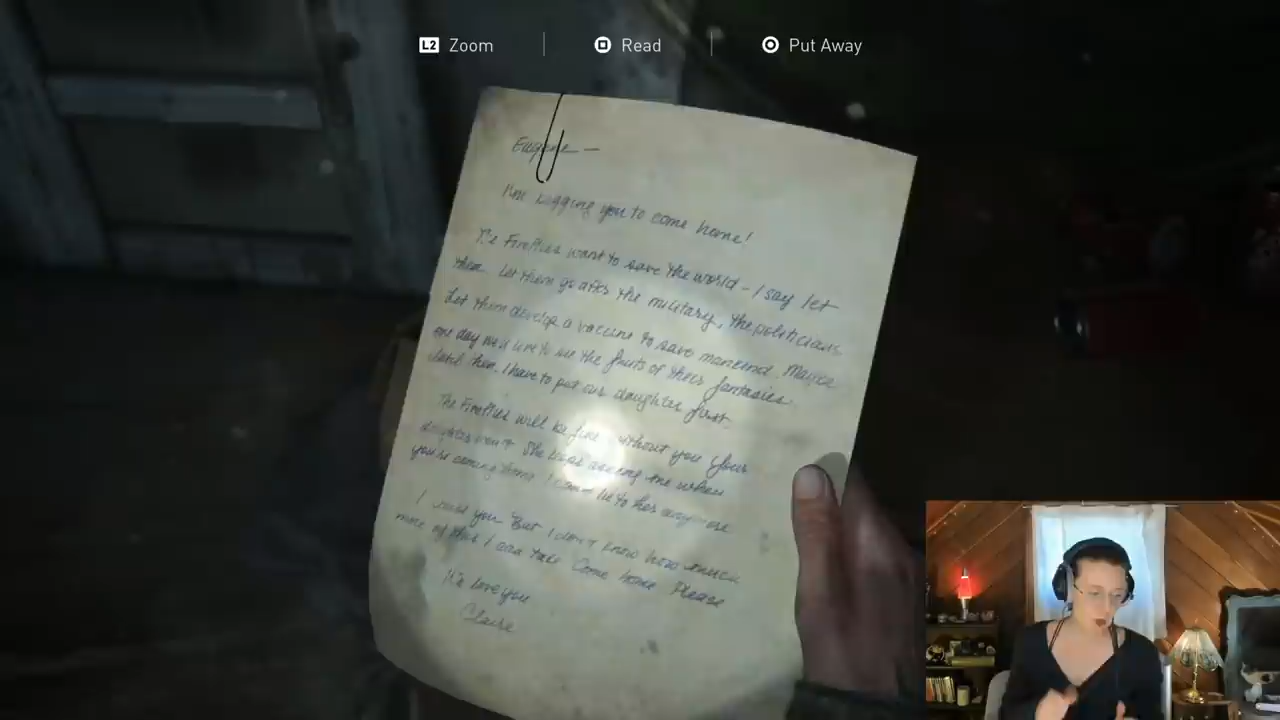 L2 Zoom
Read
Put Away
Eugene —
I'm begging you to come home!
The Fireflies want to save the world - I say let
them. Let them go after the military, the politicians.
Let them develop a vaccine to save mankind. Maybe
one day we'll live to see the fruits of their fantasies.
Until then, I have to put our daughter first.
The Fireflies will be fine without you. Your
daughter won't. She keeps asking me when
you're coming home. I can't lie to her anymore
I miss you. But I don't know how much
more of this I can take. Come home. Please
We love you
Claire